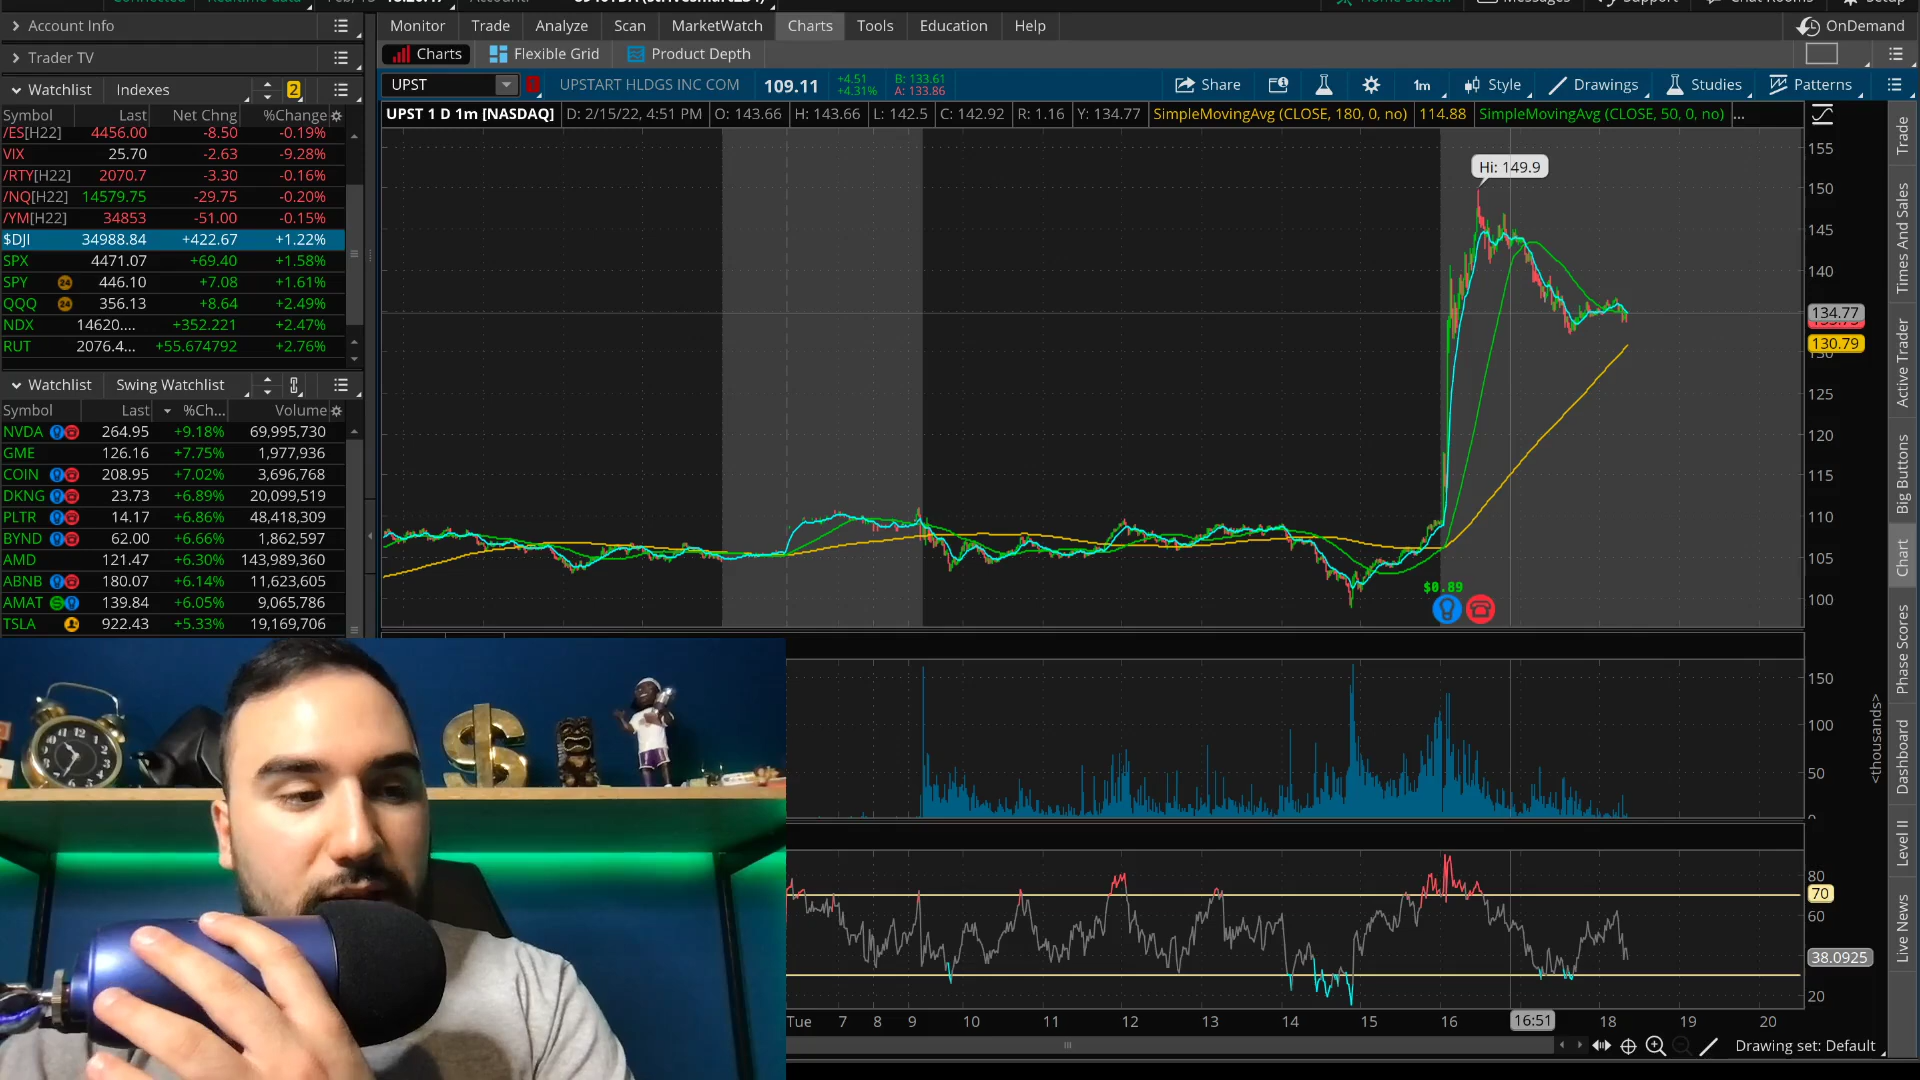 Account Info
Trader TV
Monitor Trade Analyze Scan MarketWatch Charts Tools Education Help
OnDemand
Charts Flexible Grid Product Depth
Watchlist Indexes 2
UPST UPSTART HLDGS INC COM 109.11 +4.51 +4.31% B: 133.61 A: 133.86
Share 1m Style Drawings Studies Patterns
UPST 1 D 1m [NASDAQ] D: 2/15/22, 4:51 PM O: 143.66 H: 143.66 L: 142.5 C: 142.92 R: 1.16 Y: 134.77 SimpleMovingAvg (CLOSE, 180, 0, no) 114.88 SimpleMovingAvg (CLOSE, 50, 0, no) ...
Symbol Last Net Chng %Change
/ES[H22] 4456.00 -8.50 -0.19%
VIX 25.70 -2.63 -9.28%
/RTY[H22] 2070.7 -3.30 -0.16%
/NQ[H22] 14579.75 -29.75 -0.20%
/YM[H22] 34853 -51.00 -0.15%
$DJI 34988.84 +422.67 +1.22%
SPX 4471.07 +69.40 +1.58%
SPY 24 446.10 +7.08 +1.61%
QQQ 24 356.13 +8.64 +2.49%
NDX 14620.... +352.221 +2.47%
RUT 2076.4... +55.674792 +2.76%
Watchlist Swing Watchlist
Symbol Last %Ch... Volume
NVDA 264.95 +9.18% 69,995,730
GME 126.16 +7.75% 1,977,936
COIN 208.95 +7.02% 3,696,768
DKNG 23.73 +6.89% 20,099,519
PLTR 14.17 +6.86% 48,418,309
BYND 62.00 +6.66% 1,862,597
AMD 121.47 +6.30% 143,989,360
ABNB 180.07 +6.14% 11,623,605
AMAT 139.84 +6.05% 9,065,786
TSLA 922.43 +5.33% 19,169,706
Hi: 149.9
$0.89
155
150
145
140
134.77
130.79
130
125
120
115
110
105
100
150
100
50
0
<thousands>
80
70
60
38.0925
20
Tue 7 8 9 10 11 12 13 14 15 16 16:51 18 19 20
Drawing set: Default
Trade
Times And Sales
Active Trader
Big Buttons
Chart
Phase Scores
Dashboard
Level II
Live News